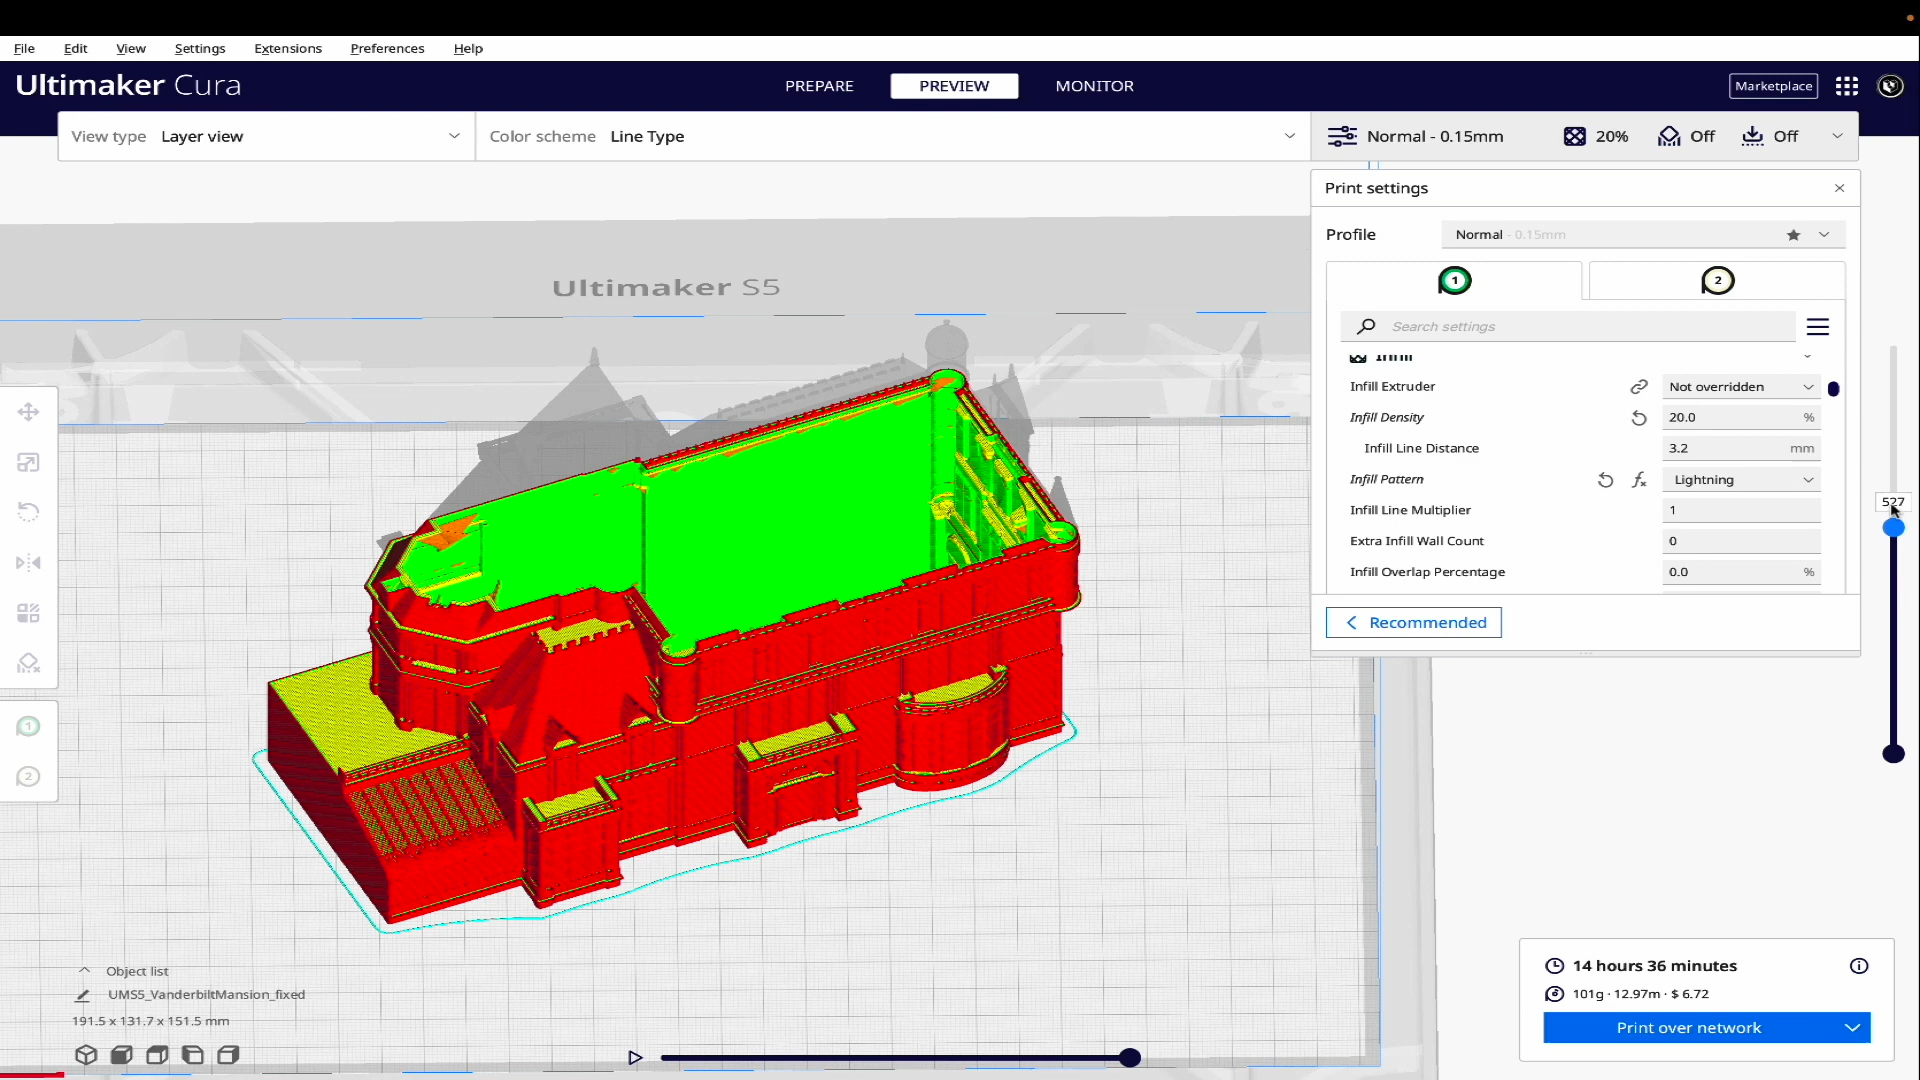 File Edit View Settings Extensions Preferences Help
Ultimaker Cura
PREPARE PREVIEW MONITOR
Marketplace
View type Layer view
Color scheme Line Type
Normal - 0.15mm 20% Off Off
Print settings
Profile Normal - 0.15mm
1 2
Search settings
Infill
Infill Extruder Not overridden
Infill Density 20.0 %
Infill Line Distance 3.2 mm
Infill Pattern fx Lightning
Infill Line Multiplier 1
Extra Infill Wall Count 0
Infill Overlap Percentage 0.0 %
Recommended
527
Ultimaker S5
1
2
Object list
UMS5_VanderbiltMansion_fixed
191.5 x 131.7 x 151.5 mm
14 hours 36 minutes
101g · 12.97m · $ 6.72
Print over network